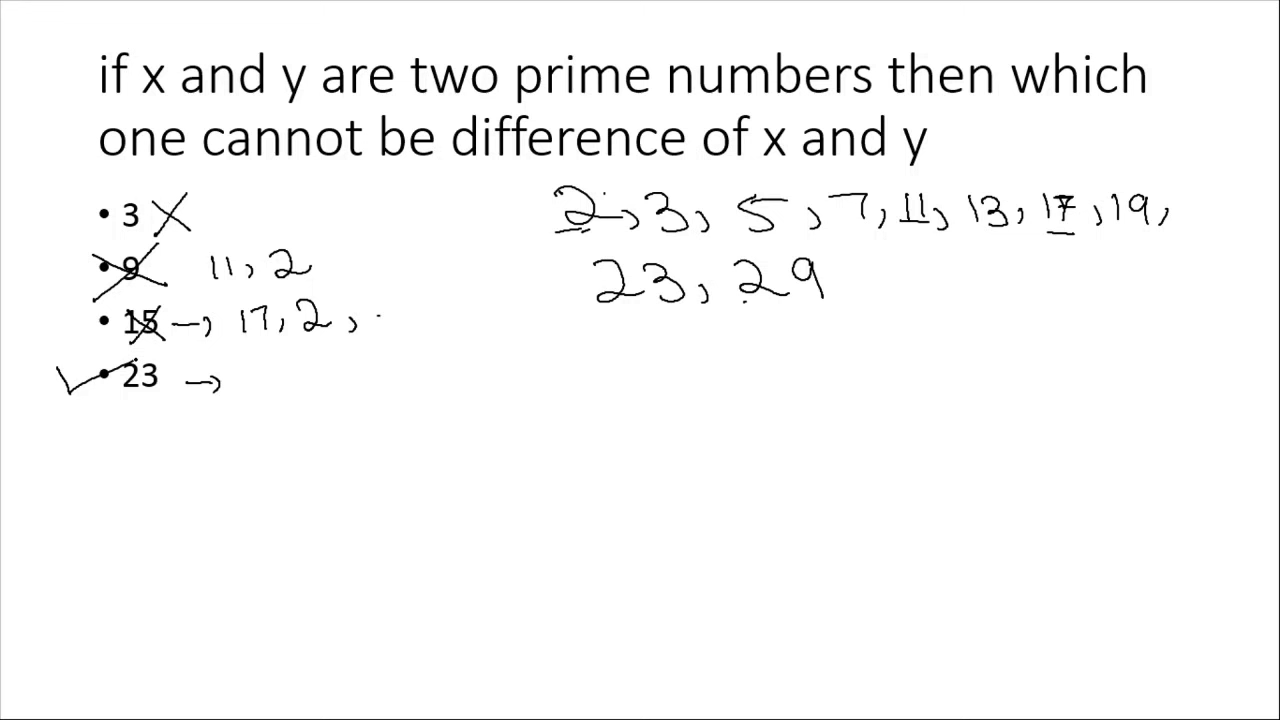 if x and y are two prime numbers then which
one cannot be difference of x and y
• 3
• 9 11, 2
• 15 → 17, 2,
• 23 →
2, 3, 5, 7, 11, 13, 17, 19,
23, 29